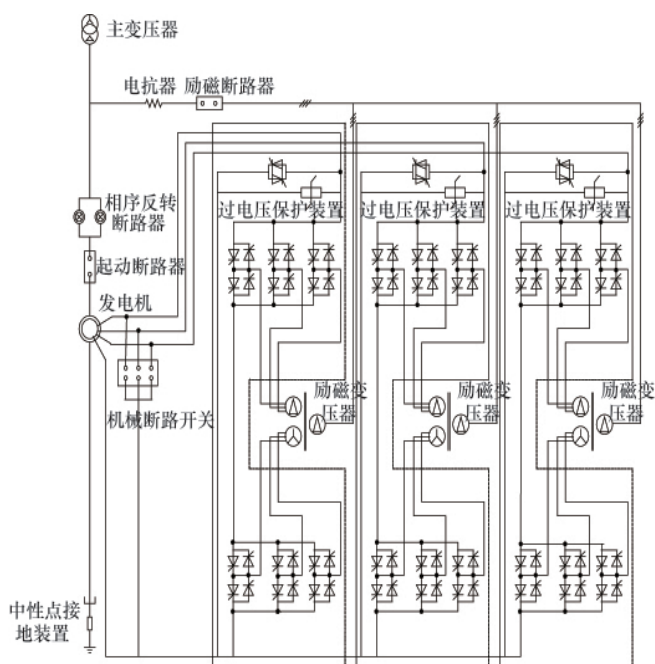 主变压器
电抗器 励磁断路器
相序反转
断路器
起动断路器
发电机
机械断路开关
过电压保护装置 过电压保护装置 过电压保护装置
励磁变
压器
励磁变
压器
励磁变
压器
中性点接
地装置